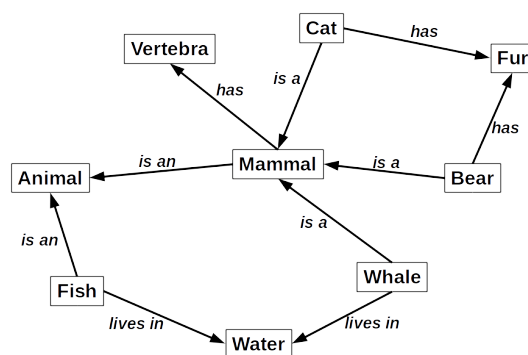 Cat
has
Vertebra
Fur
is a
has
has
is an
Mammal
is a
Animal
Bear
is a
is an
Whale
Fish
lives in
lives in
Water